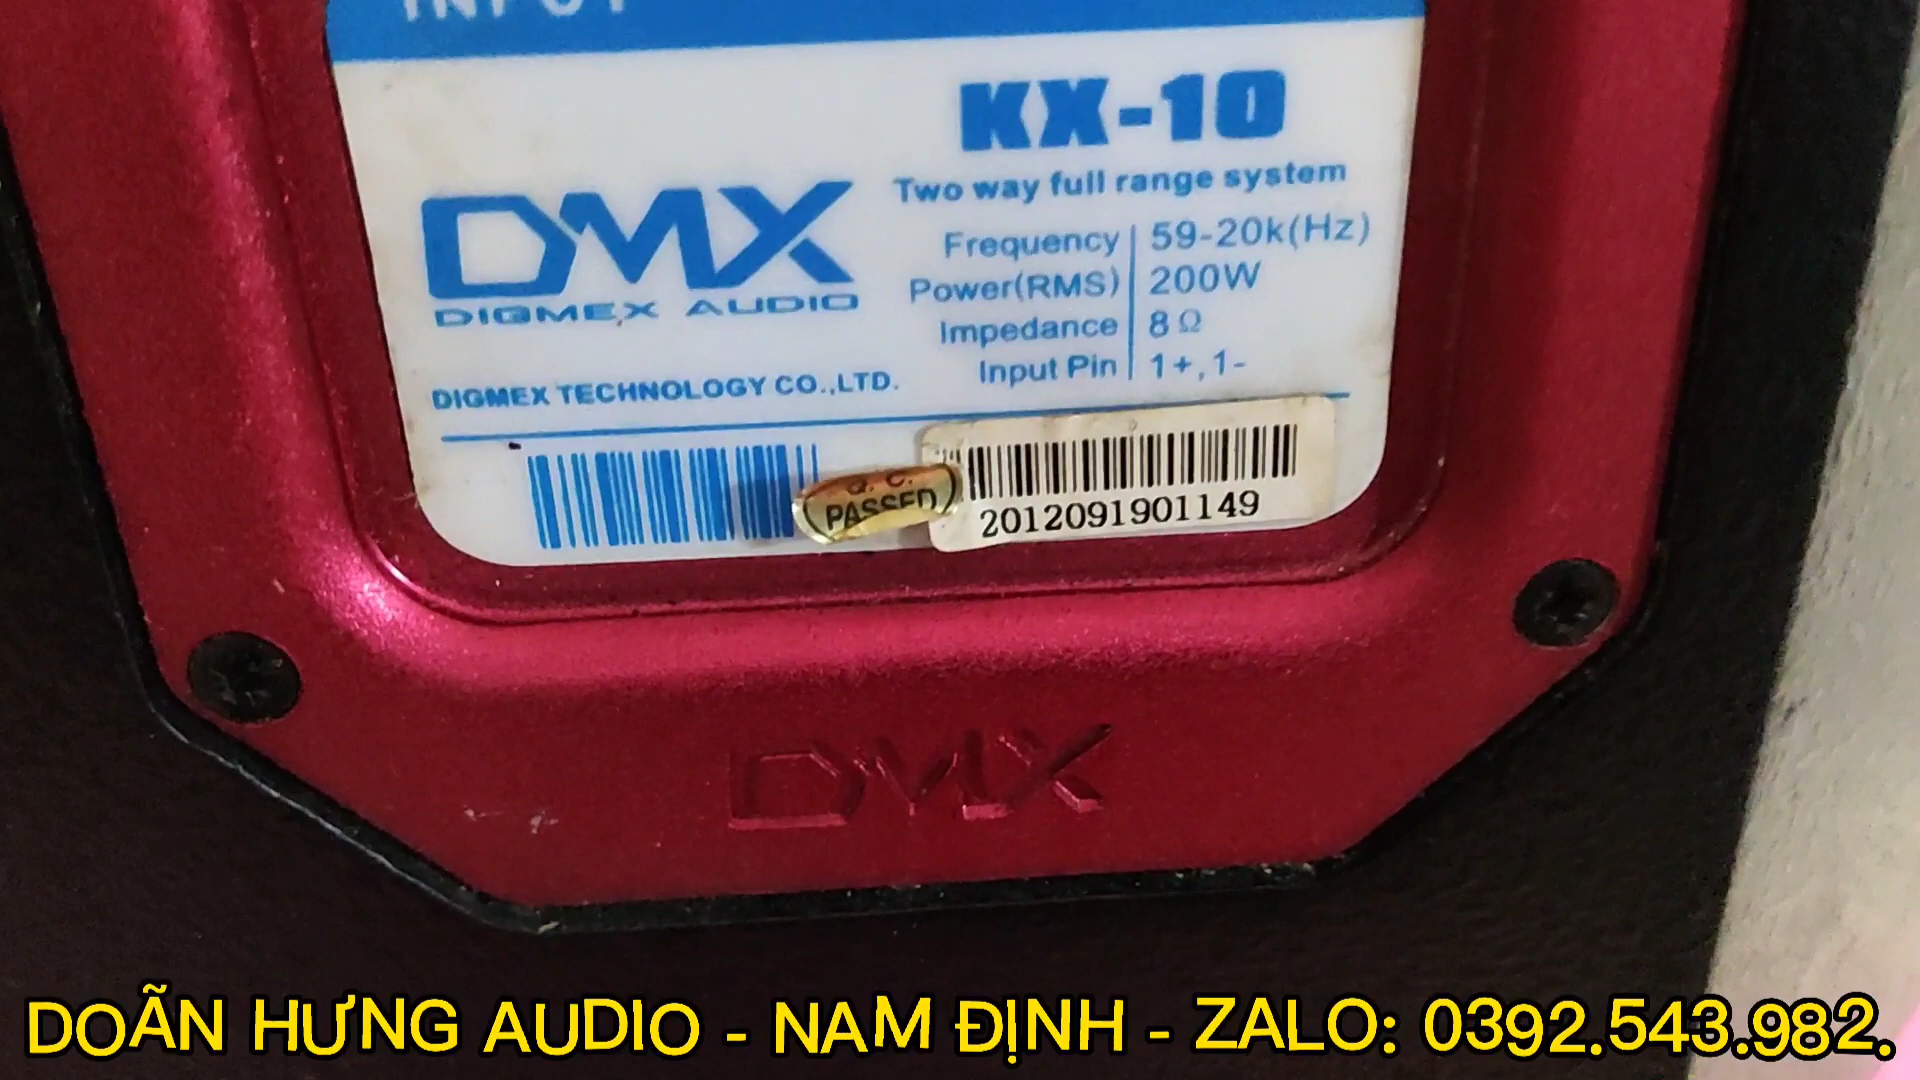 INPUT
KX-10
Two way full range system
DMX
DIGMEX AUDIO
Frequency 59-20k(Hz)
Power(RMS) 200W
Impedance 8 Ω
Input Pin 1+,1-
DIGMEX TECHNOLOGY CO.,LTD.
Q. C.
PASSED
2012091901149
DMX
DOÃN HƯNG AUDIO - NAM ĐỊNH - ZALO: 0392.543.982.